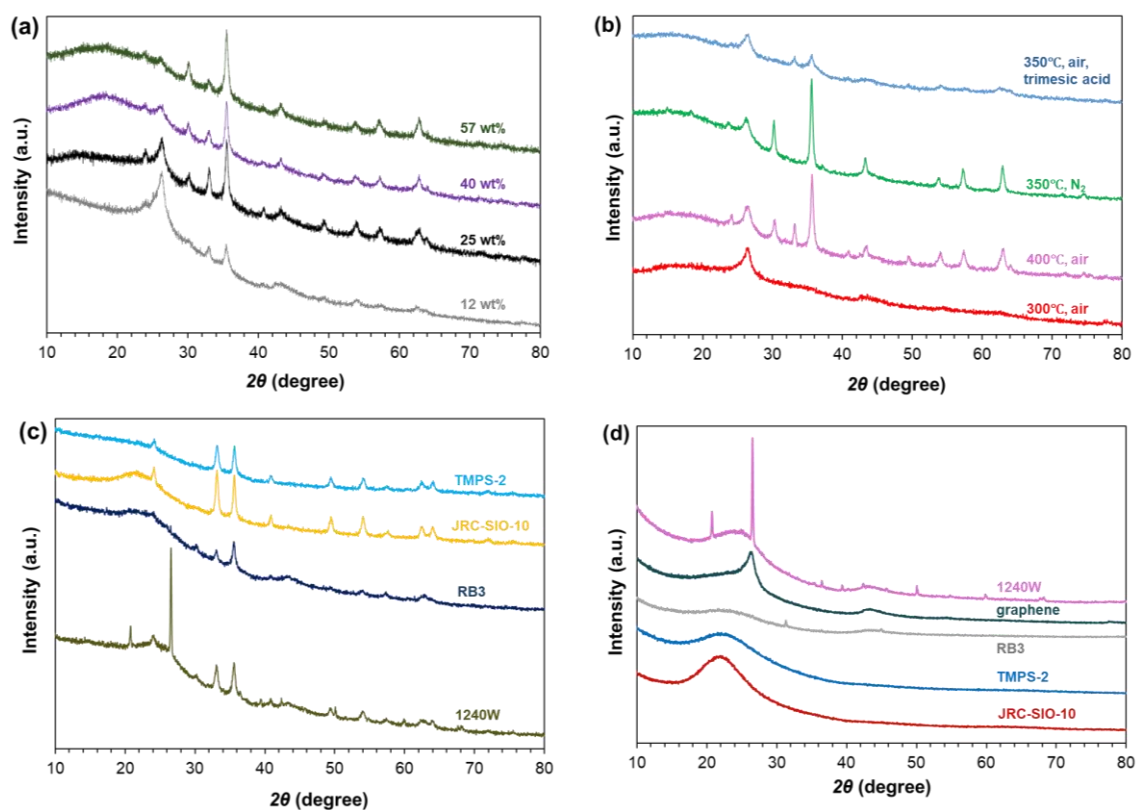 (a)
57 wt%
40 wt%
25 wt%
12 wt%
Intensity (a.u.)
10 20 30 40 50 60 70 80
2θ (degree)
(b)
350℃, air,
trimesic acid
350℃, N2
400℃, air
300℃, air
Intensity (a.u.)
10 20 30 40 50 60 70 80
2θ (degree)
(c)
TMPS-2
JRC-SIO-10
RB3
1240W
Intensity (a.u.)
10 20 30 40 50 60 70 80
2θ (degree)
(d)
1240W
graphene
RB3
TMPS-2
JRC-SIO-10
Intensity (a.u.)
10 20 30 40 50 60 70 80
2θ (degree)